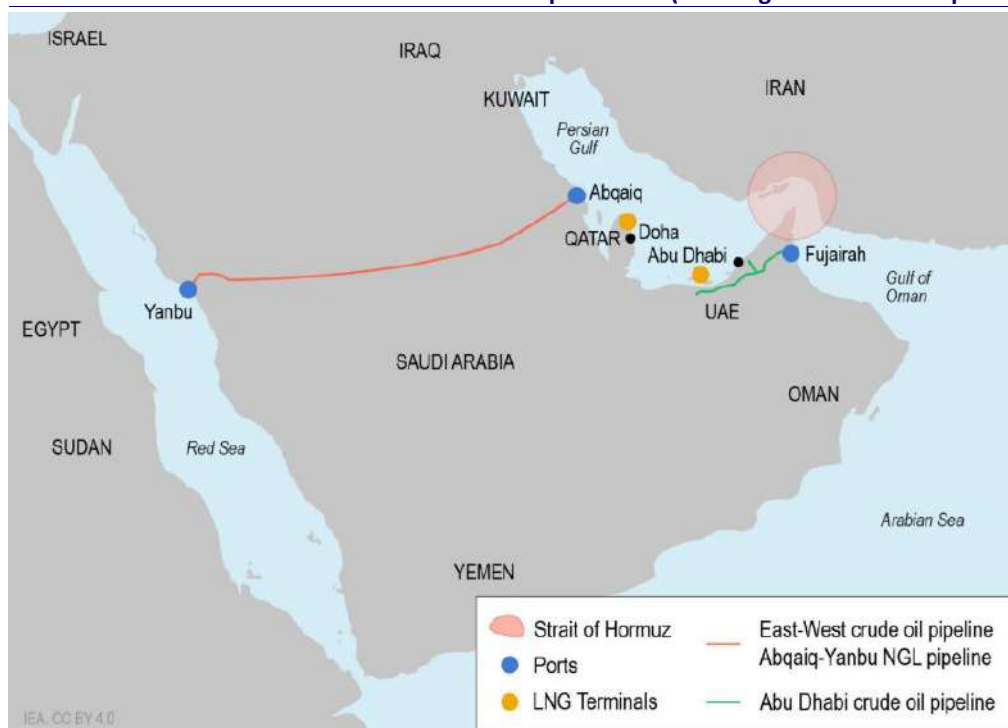 ISRAEL
IRAQ
IRAN
KUWAIT
Persian
Gulf
Abqaiq
QATAR
Doha
Abu Dhabi
Fujairah
Gulf of
Oman
Yanbu
UAE
EGYPT
SAUDI ARABIA
OMAN
SUDAN
Red Sea
Arabian Sea
YEMEN
Strait of Hormuz
Ports
LNG Terminals
East-West crude oil pipeline
Abqaiq-Yanbu NGL pipeline
Abu Dhabi crude oil pipeline
IEA. CC BY 4.0